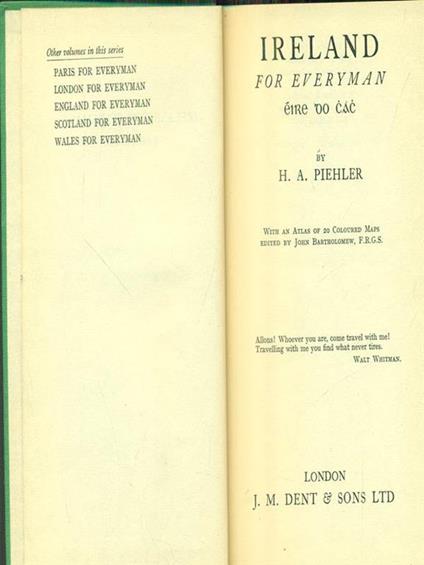 Other volumes in this series
PARIS FOR EVERYMAN
LONDON FOR EVERYMAN
ENGLAND FOR EVERYMAN
SCOTLAND FOR EVERYMAN
WALES FOR EVERYMAN
IRELAND
FOR EVERYMAN
éire do ċáċ
BY
H. A. PIEHLER
WITH AN ATLAS OF 20 COLOURED MAPS
EDITED BY JOHN BARTHOLOMEW, F.R.G.S.
Allons! Whoever you are, come travel with me!
Travelling with me you find what never tires.
WALT WHITMAN.
LONDON
J. M. DENT & SONS LTD